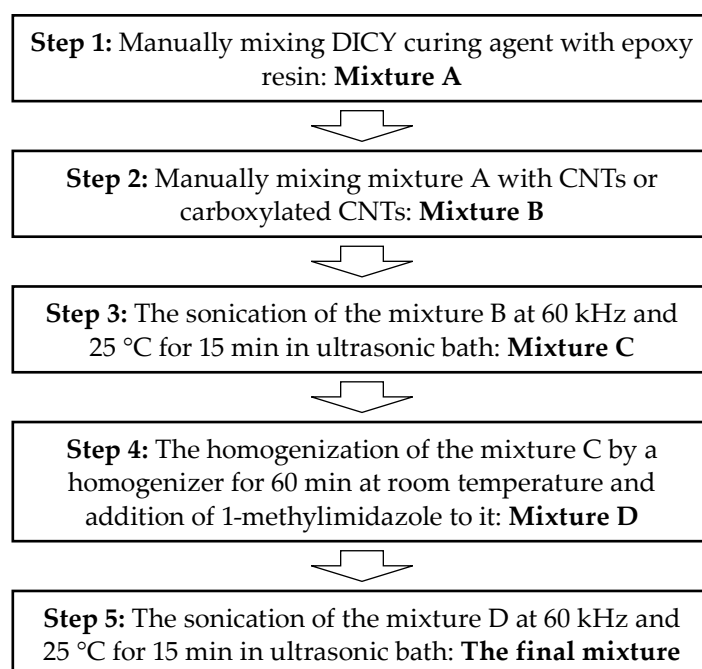 Step 1: Manually mixing DICY curing agent with epoxy
resin: Mixture A
Step 2: Manually mixing mixture A with CNTs or
carboxylated CNTs: Mixture B
Step 3: The sonication of the mixture B at 60 kHz and
25 °C for 15 min in ultrasonic bath: Mixture C
Step 4: The homogenization of the mixture C by a
homogenizer for 60 min at room temperature and
addition of 1-methylimidazole to it: Mixture D
Step 5: The sonication of the mixture D at 60 kHz and
25 °C for 15 min in ultrasonic bath: The final mixture